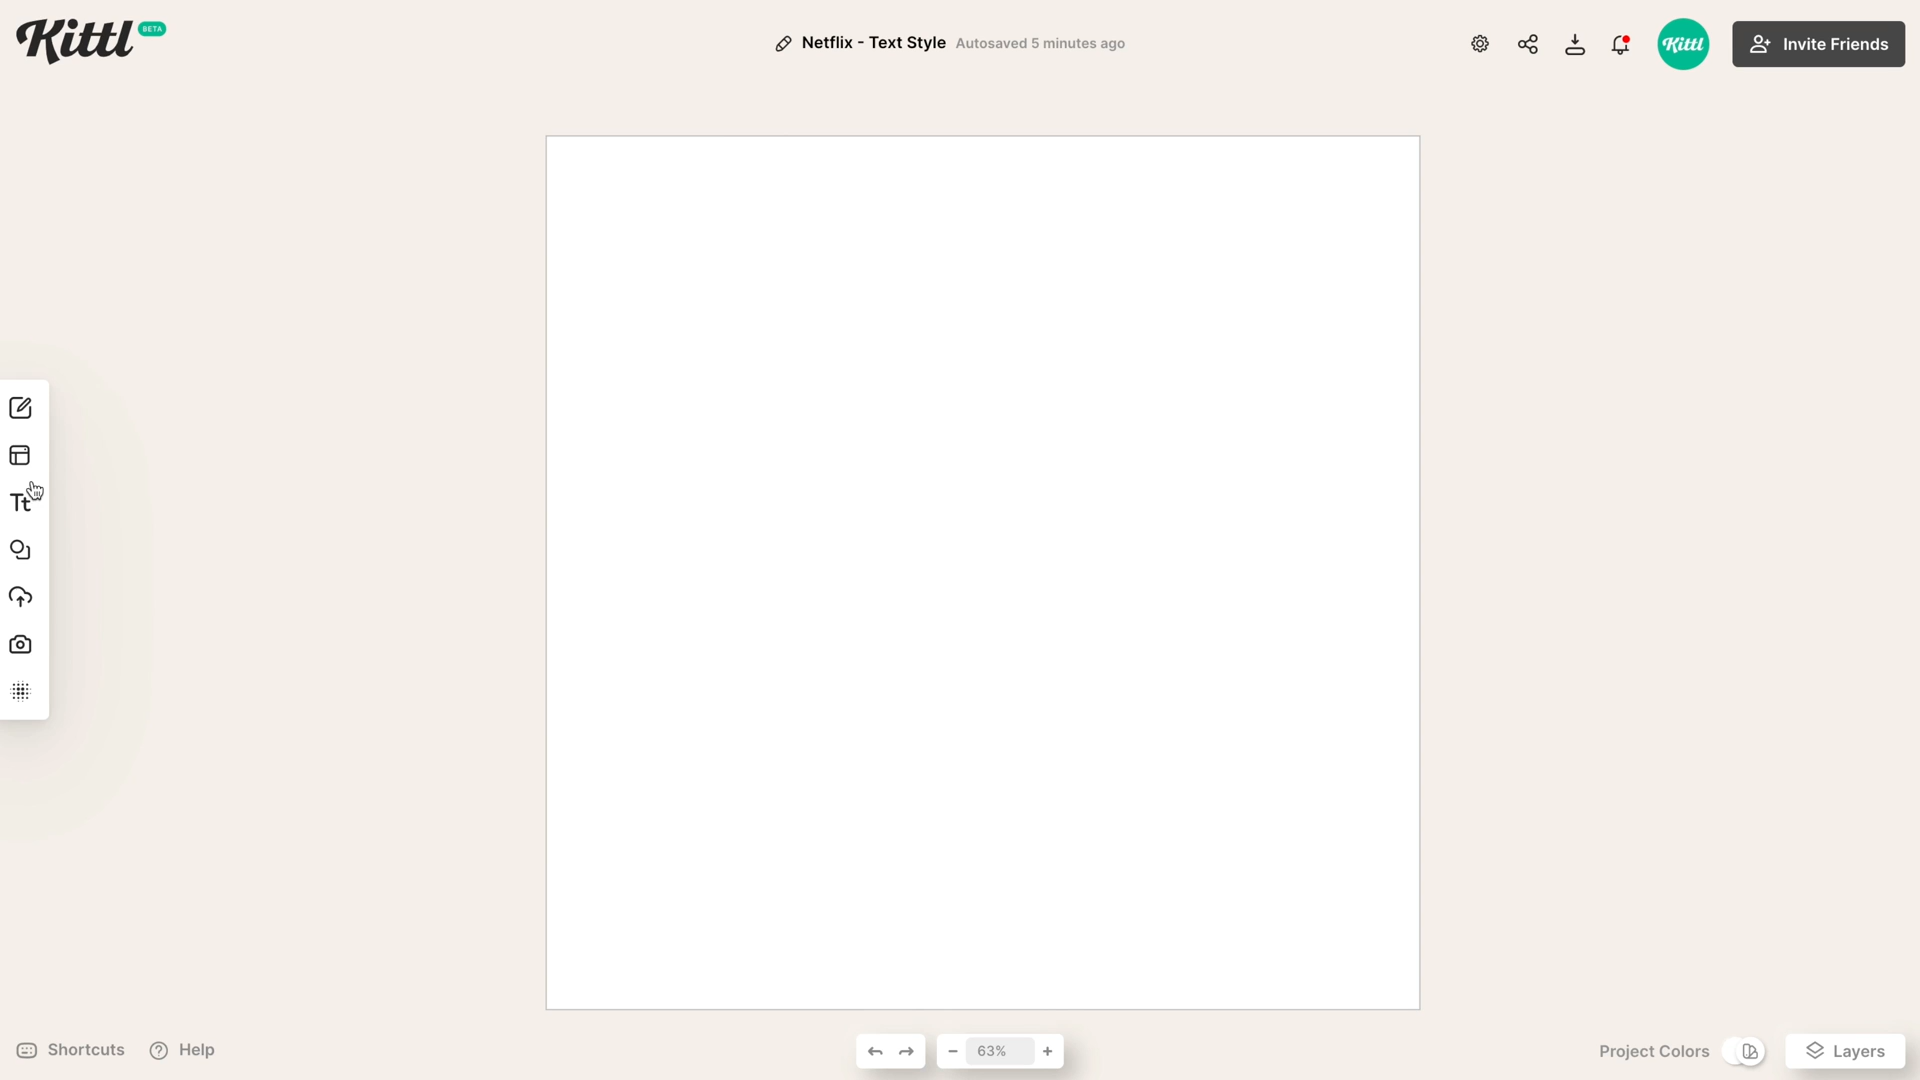 Kittl BETA
Netflix - Text Style Autosaved 5 minutes ago
Kittl
Invite Friends
Tt
Shortcuts
Help
63%
Project Colors
Layers